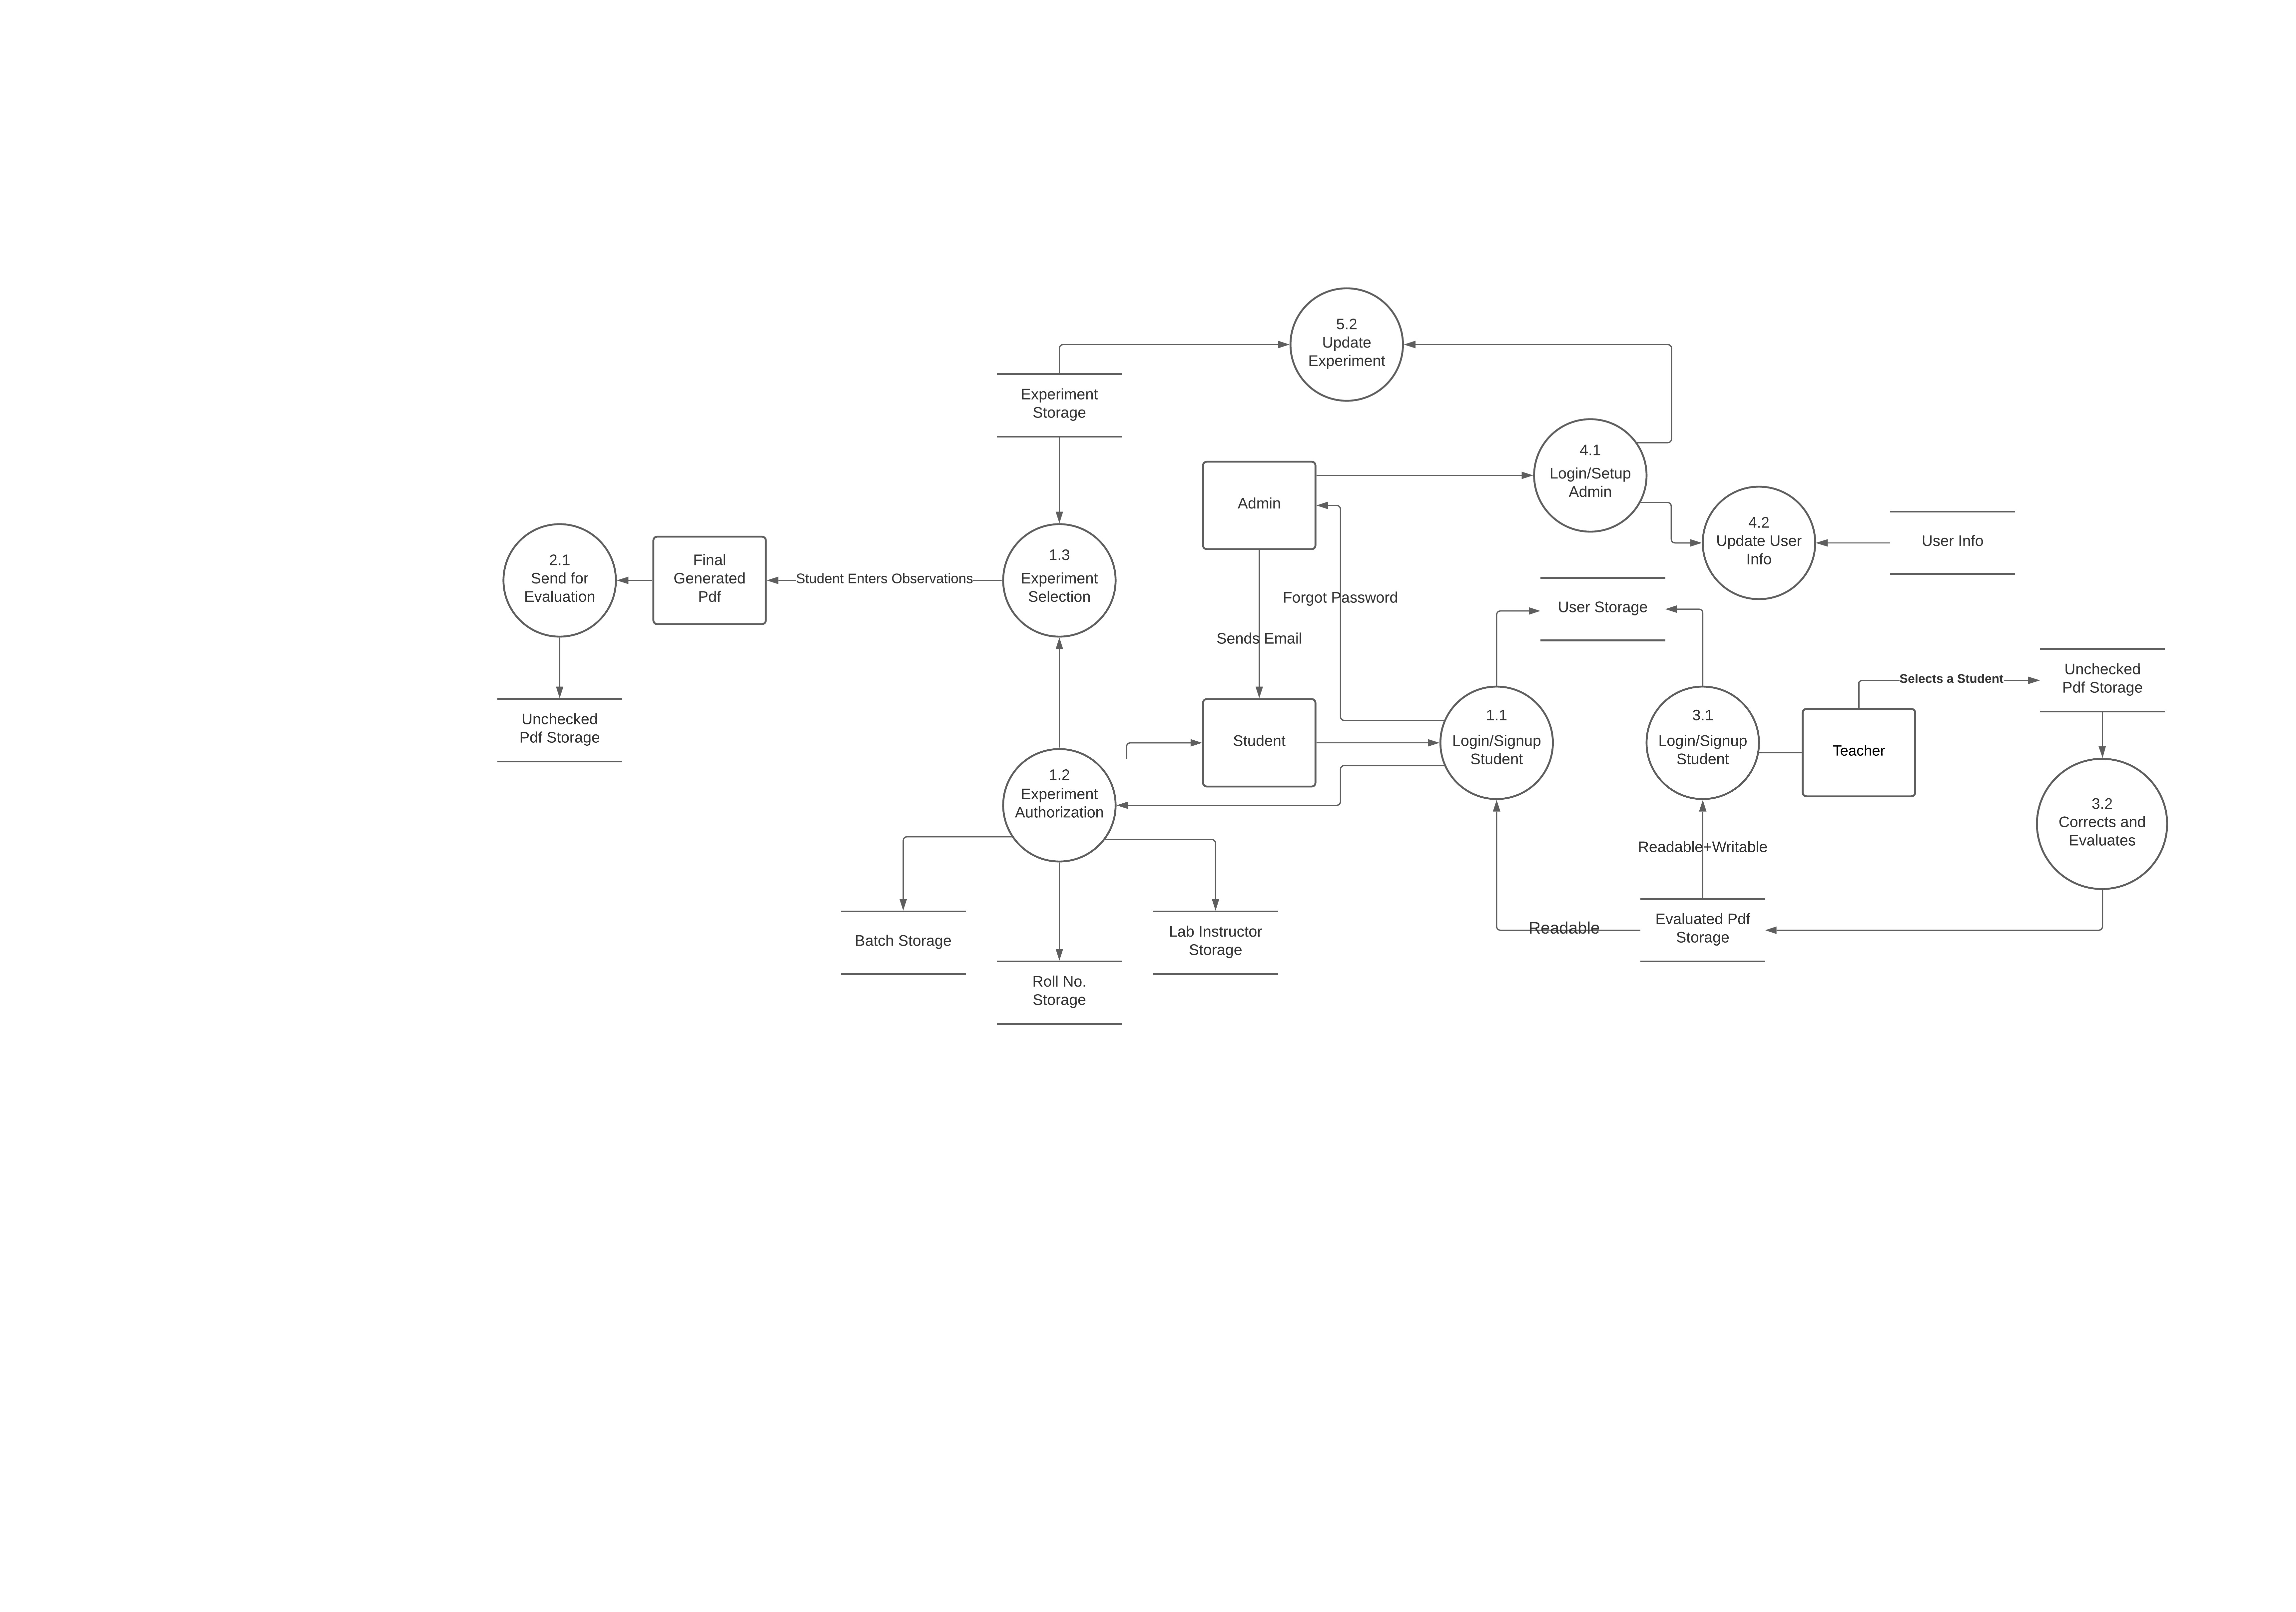 5.2
Update
Experiment
Experiment
Storage
4.1
Login/Setup
Admin
Admin
4.2
Update User
Info
User Info
2.1
Send for
Evaluation
Final
Generated
Pdf
Student Enters Observations
1.3
Experiment
Selection
Forgot Password
User Storage
Sends Email
Unchecked
Pdf Storage
Selects a Student
Unchecked
Pdf Storage
Student
1.1
Login/Signup
Student
3.1
Login/Signup
Student
Teacher
1.2
Experiment
Authorization
3.2
Corrects and
Evaluates
Readable+Writable
Batch Storage
Lab Instructor
Storage
Readable
Evaluated Pdf
Storage
Roll No.
Storage